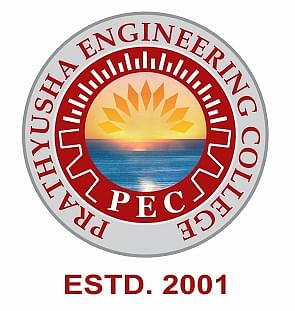 PRATHYUSHA ENGINEERING COLLEGE
PEC
ESTD. 2001